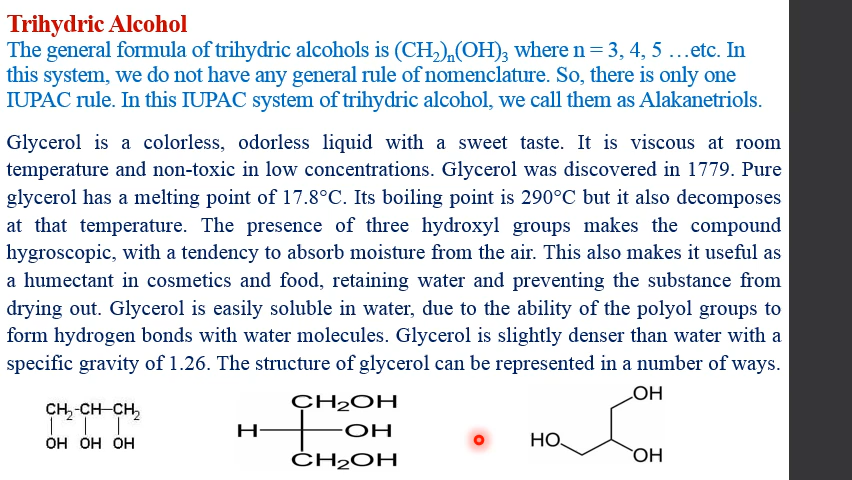 Trihydric Alcohol
The general formula of trihydric alcohols is (CH₂)ₙ(OH)₃ where n = 3, 4, 5 …etc. In
this system, we do not have any general rule of nomenclature. So, there is only one
IUPAC rule. In this IUPAC system of trihydric alcohol, we call them as Alakanetriols.
Glycerol is a colorless, odorless liquid with a sweet taste. It is viscous at room
temperature and non-toxic in low concentrations. Glycerol was discovered in 1779. Pure
glycerol has a melting point of 17.8°C. Its boiling point is 290°C but it also decomposes
at that temperature. The presence of three hydroxyl groups makes the compound
hygroscopic, with a tendency to absorb moisture from the air. This also makes it useful as
a humectant in cosmetics and food, retaining water and preventing the substance from
drying out. Glycerol is easily soluble in water, due to the ability of the polyol groups to
form hydrogen bonds with water molecules. Glycerol is slightly denser than water with a
specific gravity of 1.26. The structure of glycerol can be represented in a number of ways.
CH₂-CH–CH₂
OH OH OH
CH₂OH
H OH
CH₂OH
OH
HO
OH